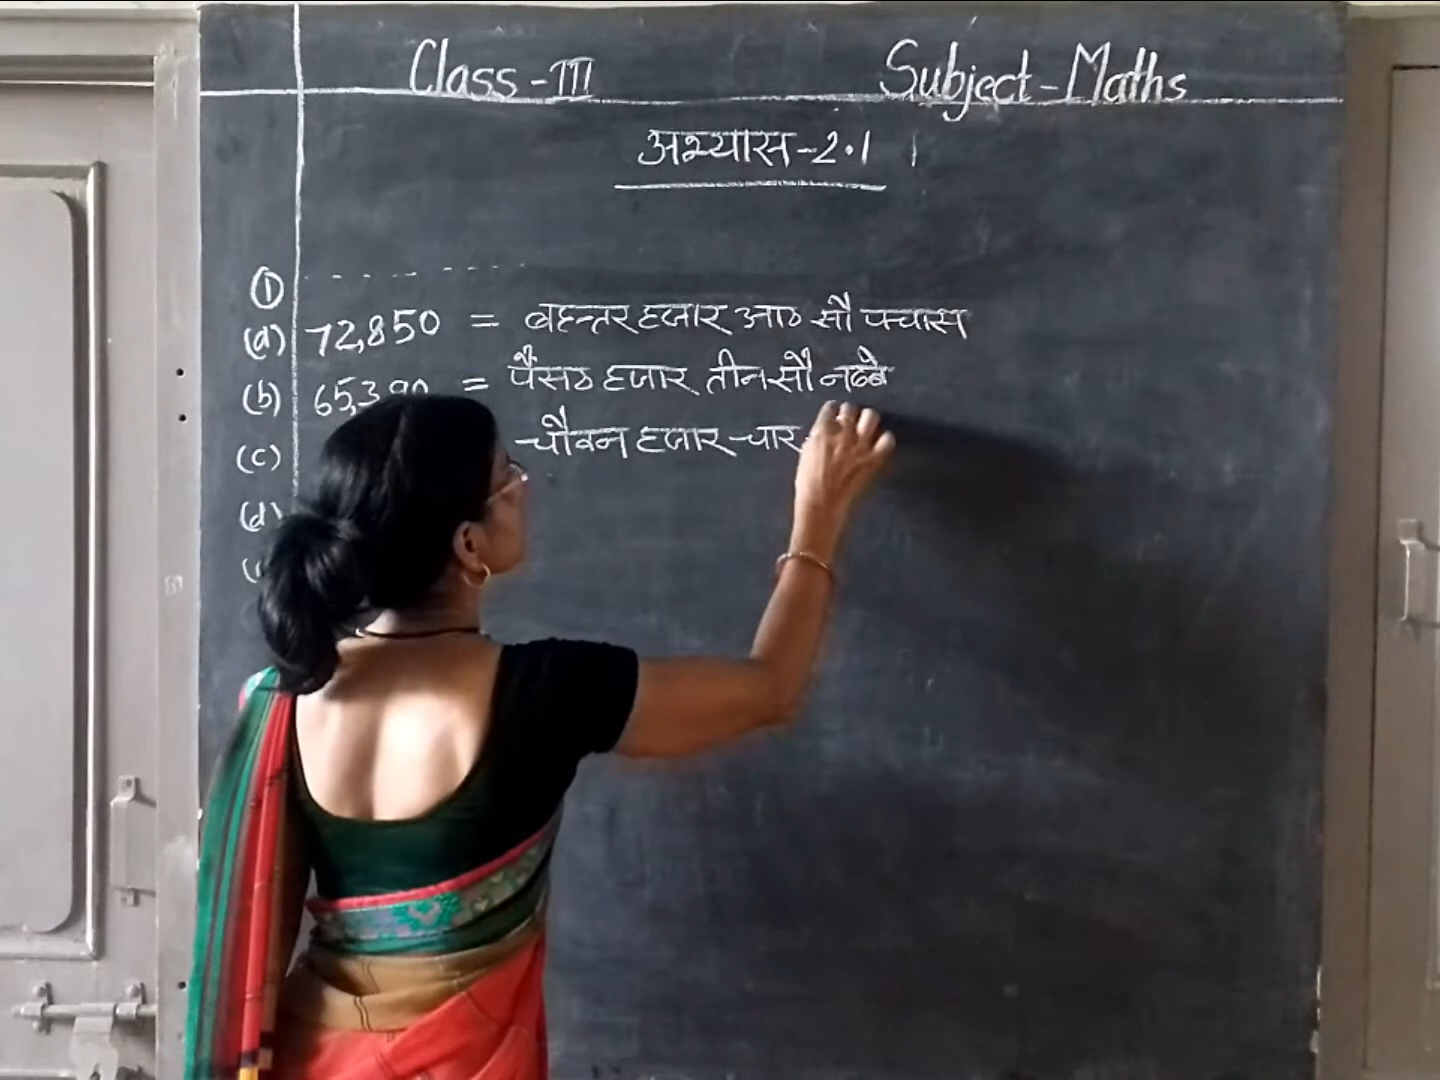 Class-III Subject-Maths
अभ्यास-2.1
①
(a) 72,850 = बहत्तर हजार आठ सौ पचास
(b) 65,390 = पैंसठ हजार तीन सौ नब्बे
(c) चौवन हजार चार
(d)